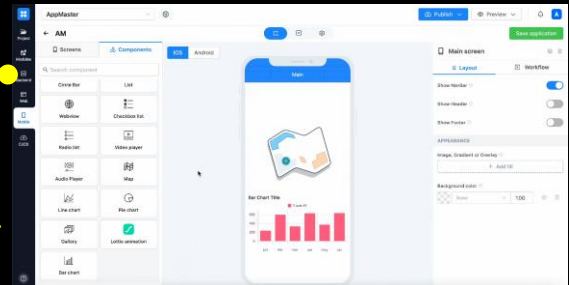 AppMaster
Publish
Preview
A
AM
Save application
Screens
Components
iOS
Android
Main screen
Search component
Main
Layout
Workflow
List
Show NavBar
Webview
Checkbox list
Show Header
Show Footer
Radio list
Video player
APPEARANCE
Image, Gradient or Overlay
Audio Player
Map
+ Add fill
Background color
None
100
Line chart
Pie chart
Bar Chart Title
Gallery
Lottie animation
Bar chart
Project
Modules
Web
Mobile
CI/CD